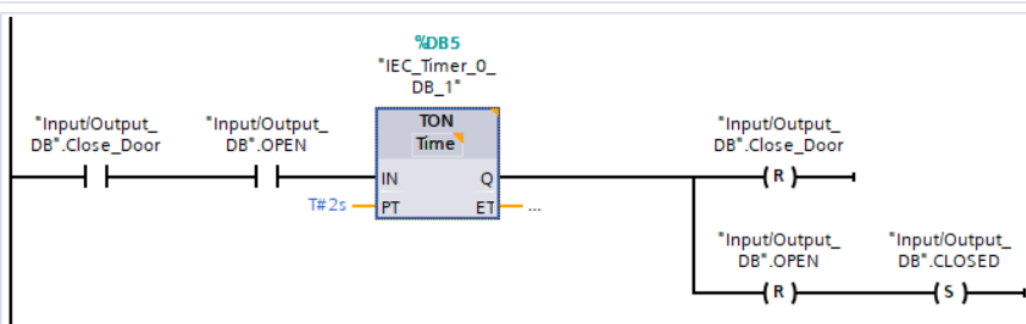 %DB5
"IEC_Timer_0_
DB_1"
"Input/Output_
DB".Close_Door
"Input/Output_
DB".OPEN
TON
Time
"Input/Output_
DB".Close_Door
IN
Q
R
T#2s
PT
ET
...
"Input/Output_
DB".OPEN
"Input/Output_
DB".CLOSED
R
S